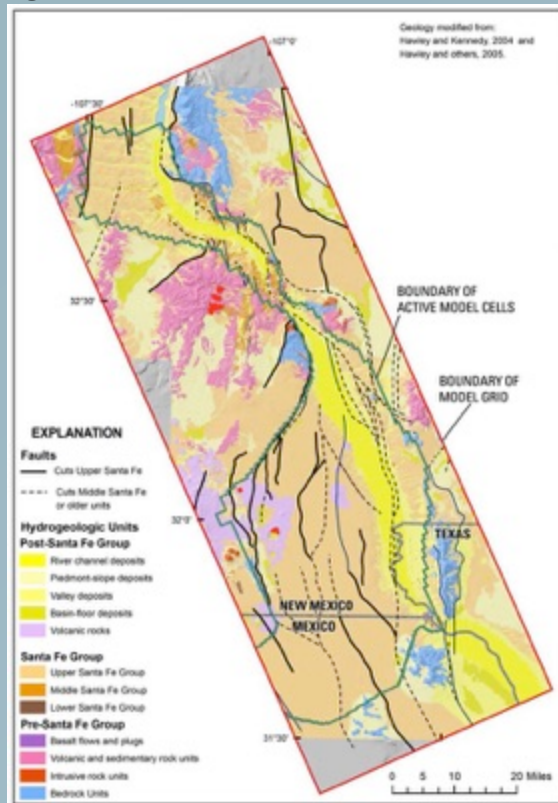 Geology modified from:
Hawley and Kennedy, 2004 and
Hawley and others, 2005.
-107°0'
-107°30'
32°30'
BOUNDARY OF
ACTIVE MODEL CELLS
BOUNDARY OF
MODEL GRID
EXPLANATION
Faults
Cuts Upper Santa Fe
Cuts Middle Santa Fe
or older units
32°0'
Hydrogeologic Units
Post-Santa Fe Group
River channel deposits
Piedmont-slope deposits
Valley deposits
Basin-floor deposits
Volcanic rocks
TEXAS
NEW MEXICO
MEXICO
Santa Fe Group
Upper Santa Fe Group
Middle Santa Fe Group
Lower Santa Fe Group
Pre-Santa Fe Group
Basalt flows and plugs
Volcanic and sedimentary rock units
Intrusive rock units
Bedrock Units
31°30'
0 5 10 20 Miles